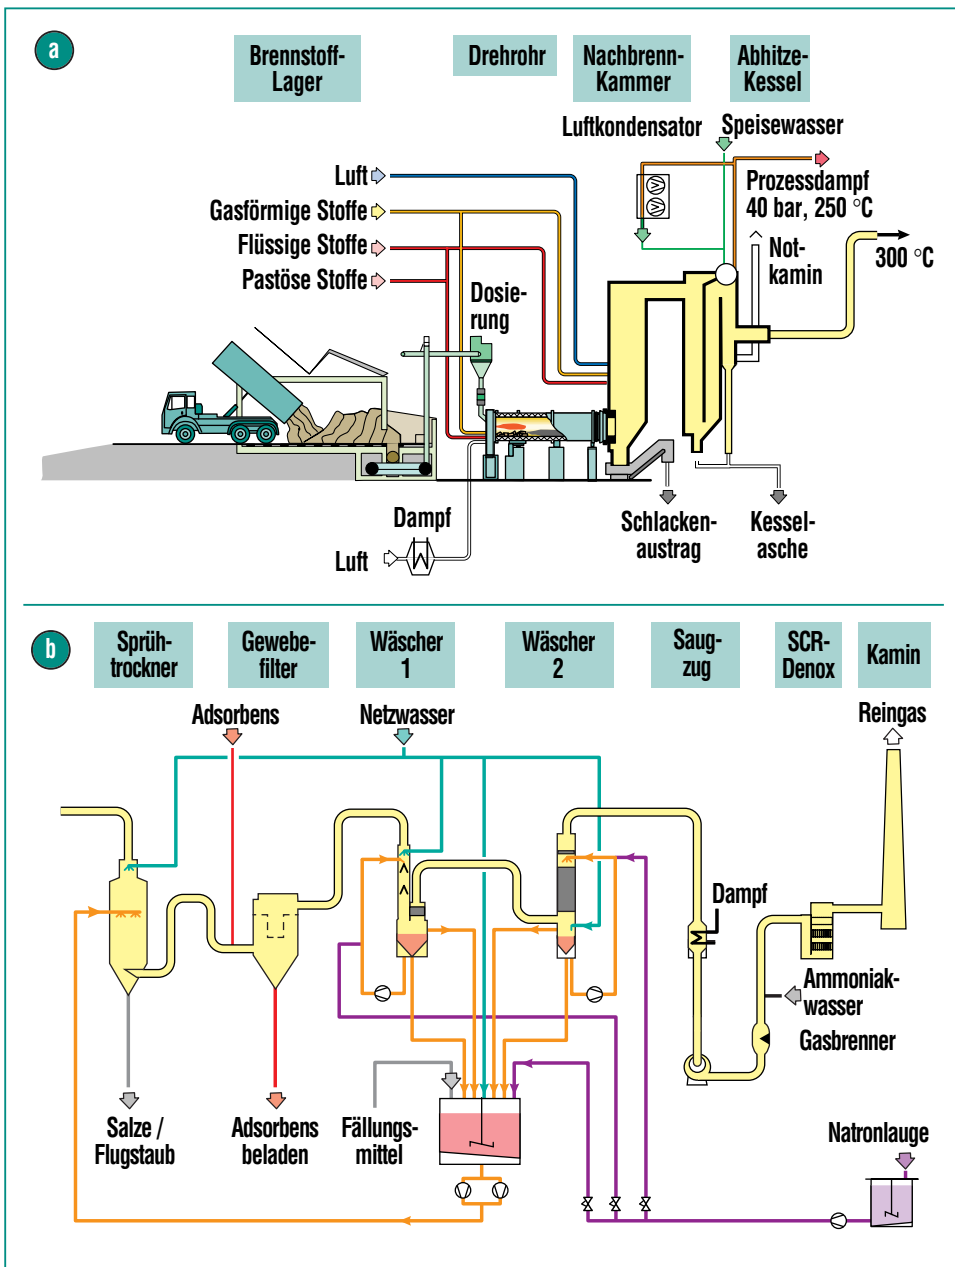 a
Brennstoff-
Lager
Drehrohr
Nachbrenn-
Kammer
Abhitze-
Kessel
Luftkondensator
Speisewasser
Luft
Gasförmige Stoffe
Flüssige Stoffe
Pastöse Stoffe
Prozessdampf
40 bar, 250 °C
Not-
kamin
300 °C
Dosie-
rung
Dampf
Luft
Schlacken-
austrag
Kessel-
asche
b
Sprüh-
trockner
Gewebe-
filter
Wäscher
1
Wäscher
2
Saug-
zug
SCR-
Denox
Kamin
Adsorbens
Netzwasser
Reingas
Dampf
Ammoniak-
wasser
Gasbrenner
Salze /
Flugstaub
Adsorbens
beladen
Fällungs-
mittel
Natronlauge